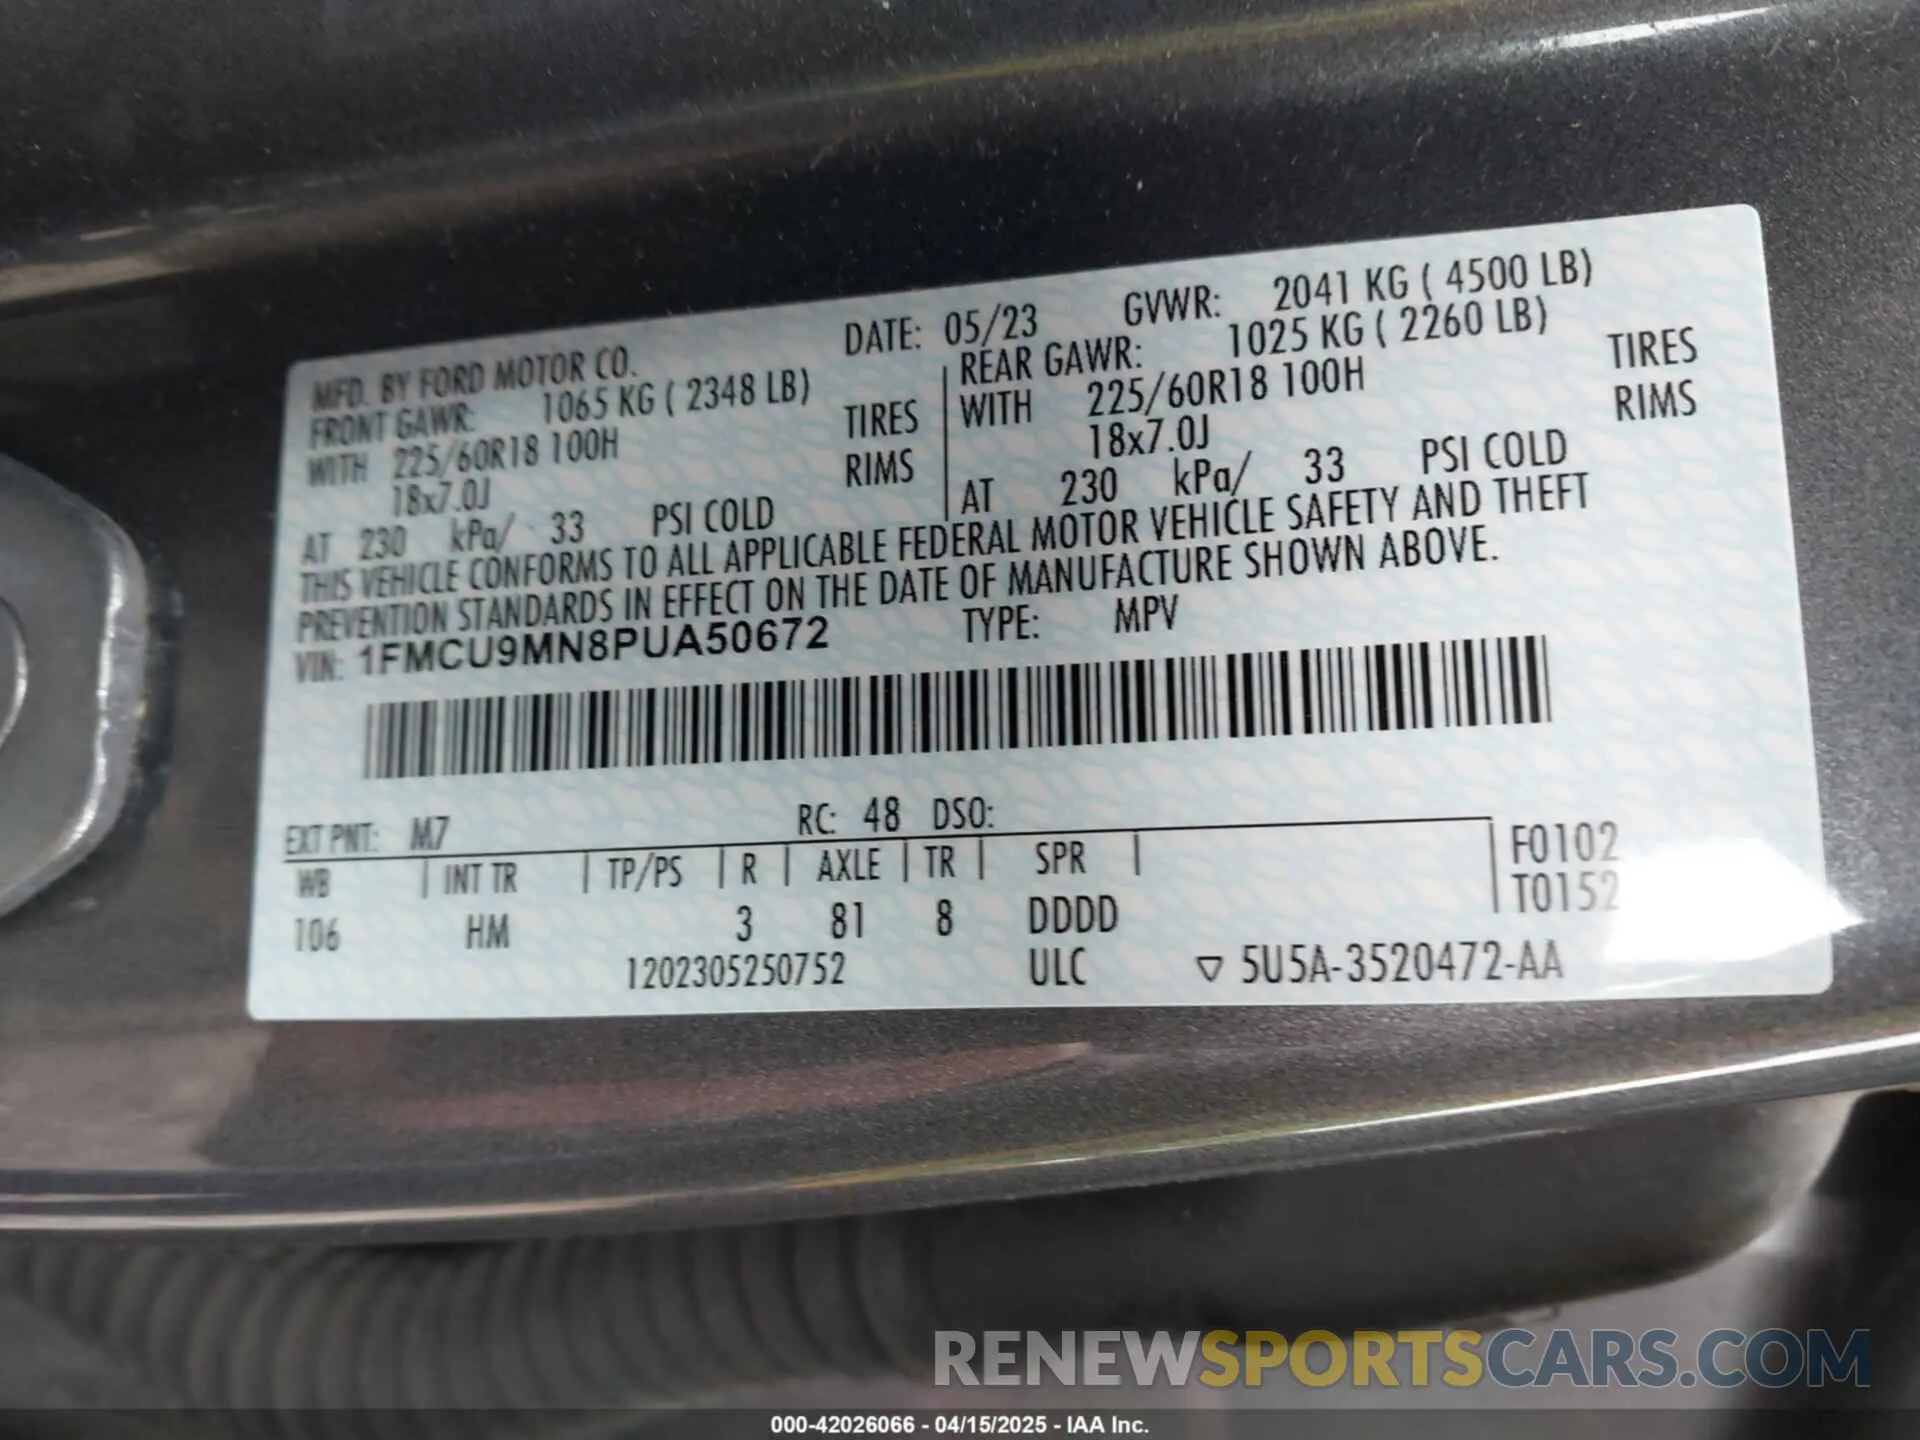 MFD. BY FORD MOTOR CO. DATE: 05/23 GVWR: 2041 KG ( 4500 LB)
FRONT GAWR: 1065 KG ( 2348 LB) REAR GAWR: 1025 KG ( 2260 LB)
WITH 225/60R18 100H TIRES WITH 225/60R18 100H TIRES
18x7.0J RIMS 18x7.0J RIMS
AT 230 kPa/ 33 PSI COLD AT 230 kPa/ 33 PSI COLD
THIS VEHICLE CONFORMS TO ALL APPLICABLE FEDERAL MOTOR VEHICLE SAFETY AND THEFT
PREVENTION STANDARDS IN EFFECT ON THE DATE OF MANUFACTURE SHOWN ABOVE.
VIN: 1FMCU9MN8PUA50672 TYPE: MPV
EXT PNT: M7 RC: 48 DSO:
WB INT TR TP/PS R AXLE TR SPR F0102
T0152
106 HM 3 81 8 DDDD
1202305250752 ULC ▽ 5U5A-3520472-AA
RENEWSPORTSCARS.COM
000-42026066 - 04/15/2025 - IAA Inc.